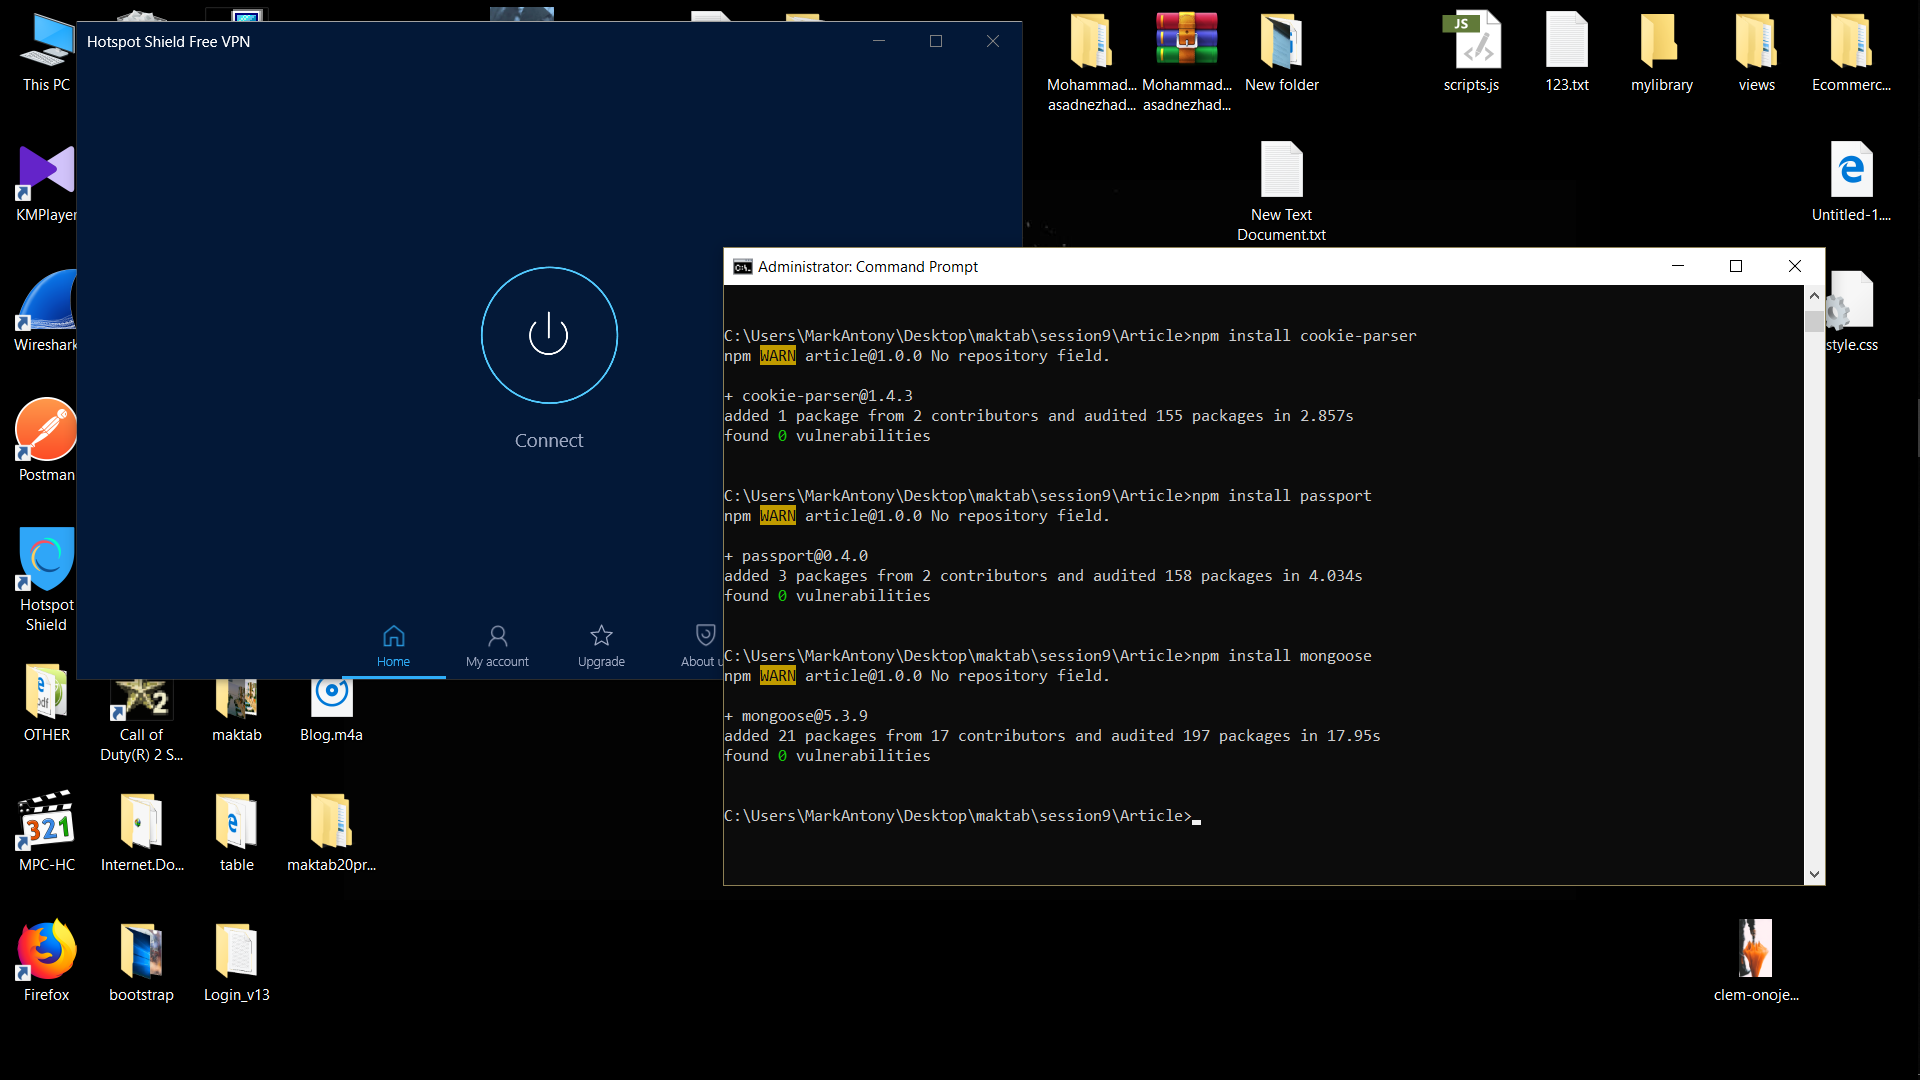 This PC
KMPlayer
Wireshark
Postman
Hotspot
Shield
OTHER
MPC-HC
Firefox
Call of
Duty(R) 2 S...
Internet.Do...
bootstrap
maktab
table
Login_v13
Blog.m4a
maktab20pr...
Hotspot Shield Free VPN
Connect
Home
My account
Upgrade
About u
Mohammad...
asadnezhad...
Mohammad...
asadnezhad...
New folder
New Text
Document.txt
JS
scripts.js
123.txt
mylibrary
views
Ecommerc...
Untitled-1....
style.css
clem-onoje...
Administrator: Command Prompt
C:\Users\MarkAntony\Desktop\maktab\session9\Article>npm install cookie-parser
npm WARN article@1.0.0 No repository field.
+ cookie-parser@1.4.3
added 1 package from 2 contributors and audited 155 packages in 2.857s
found 0 vulnerabilities
C:\Users\MarkAntony\Desktop\maktab\session9\Article>npm install passport
npm WARN article@1.0.0 No repository field.
+ passport@0.4.0
added 3 packages from 2 contributors and audited 158 packages in 4.034s
found 0 vulnerabilities
C:\Users\MarkAntony\Desktop\maktab\session9\Article>npm install mongoose
npm WARN article@1.0.0 No repository field.
+ mongoose@5.3.9
added 21 packages from 17 contributors and audited 197 packages in 17.95s
found 0 vulnerabilities
C:\Users\MarkAntony\Desktop\maktab\session9\Article>